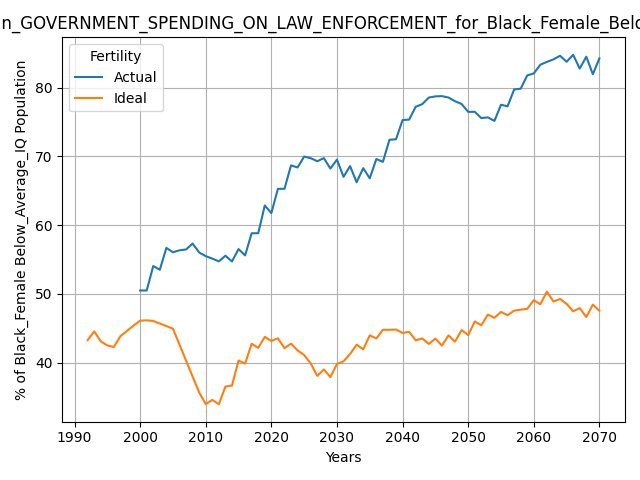 n_GOVERNMENT_SPENDING_ON_LAW_ENFORCEMENT_for_Black_Female_Belo
Fertility
Actual
Ideal
% of Black_Female Below_Average_IQ Population
80
70
60
50
40
1990 2000 2010 2020 2030 2040 2050 2060 2070
Years